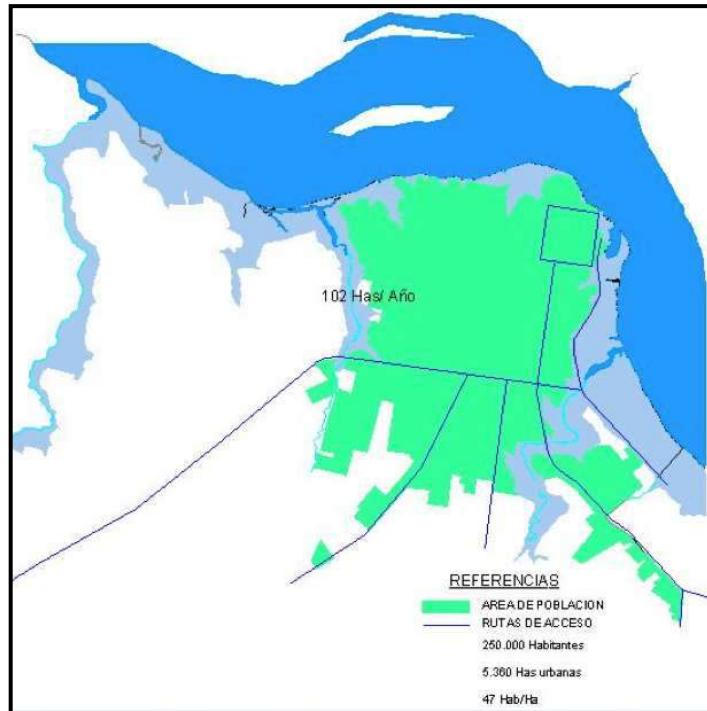 102 Has/ Año
REFERENCIAS
AREA DE POBLACION
RUTAS DE ACCESO
250.000 Habitantes
5.360 Has urbanas
47 Hab/Ha